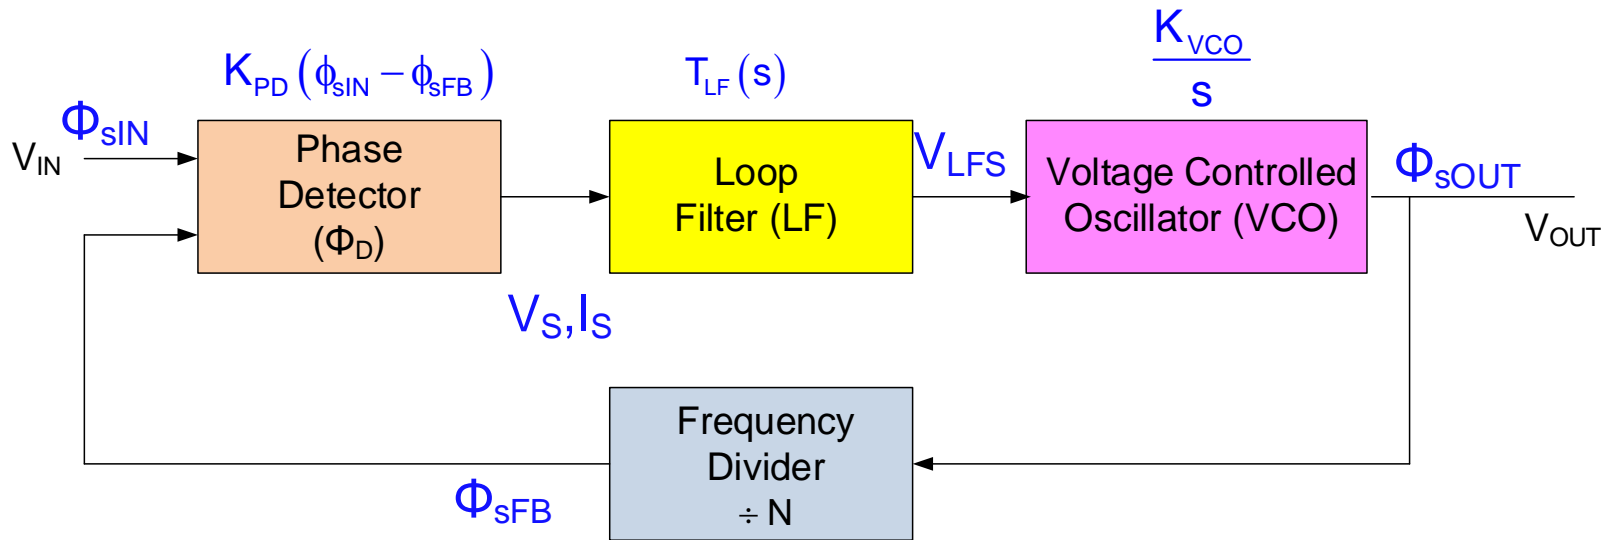 K_PD(ϕ_sIN − ϕ_sFB)
T_LF(s)
K_VCO
s
Φ_sIN
V_IN
Phase
Detector
(Φ_D)
Loop
Filter (LF)
V_LFS
Voltage Controlled
Oscillator (VCO)
Φ_sOUT
V_OUT
V_S,I_S
Frequency
Divider
÷ N
Φ_sFB